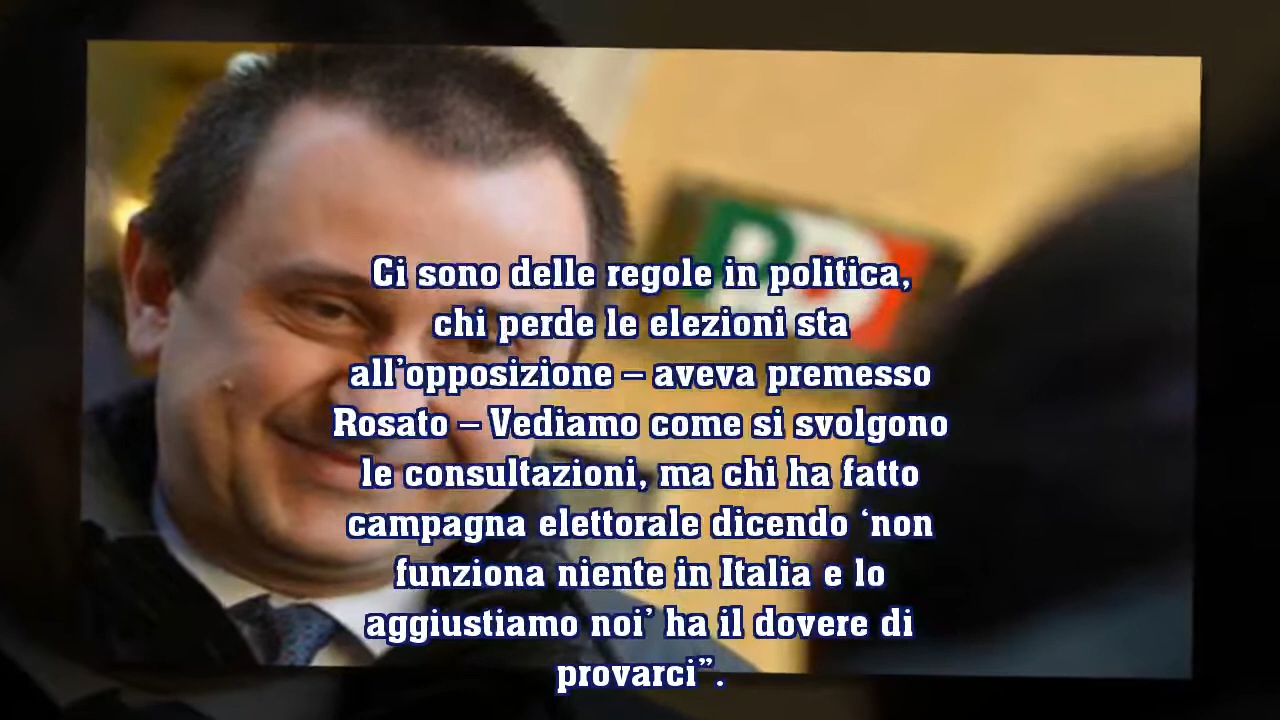 PD
Ci sono delle regole in politica,
chi perde le elezioni sta
all’opposizione – aveva premesso
Rosato – Vediamo come si svolgono
le consultazioni, ma chi ha fatto
campagna elettorale dicendo ‘non
funziona niente in Italia e lo
aggiustiamo noi’ ha il dovere di
provarci”.